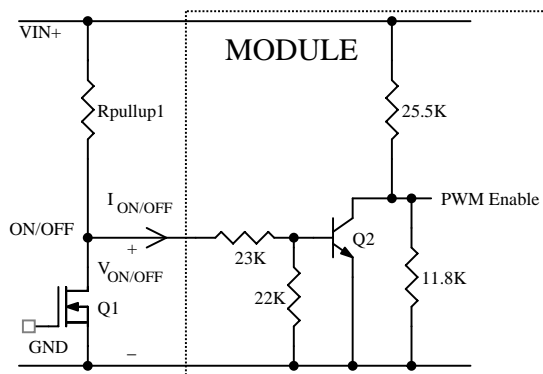 VIN+
MODULE
Rpullup1
25.5K
I ON/OFF
PWM Enable
ON/OFF
+
Q2
23K
V ON/OFF
11.8K
22K
Q1
GND
–